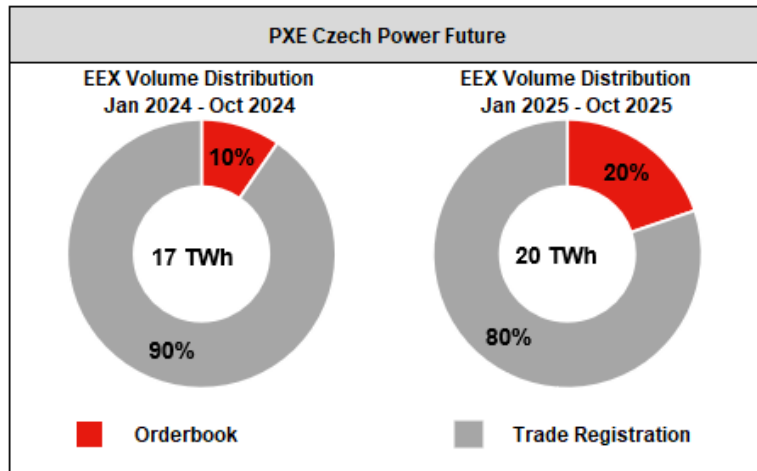 PXE Czech Power Future
EEX Volume Distribution
Jan 2024 - Oct 2024
10%
17 TWh
90%
EEX Volume Distribution
Jan 2025 - Oct 2025
20%
20 TWh
80%
Orderbook
Trade Registration